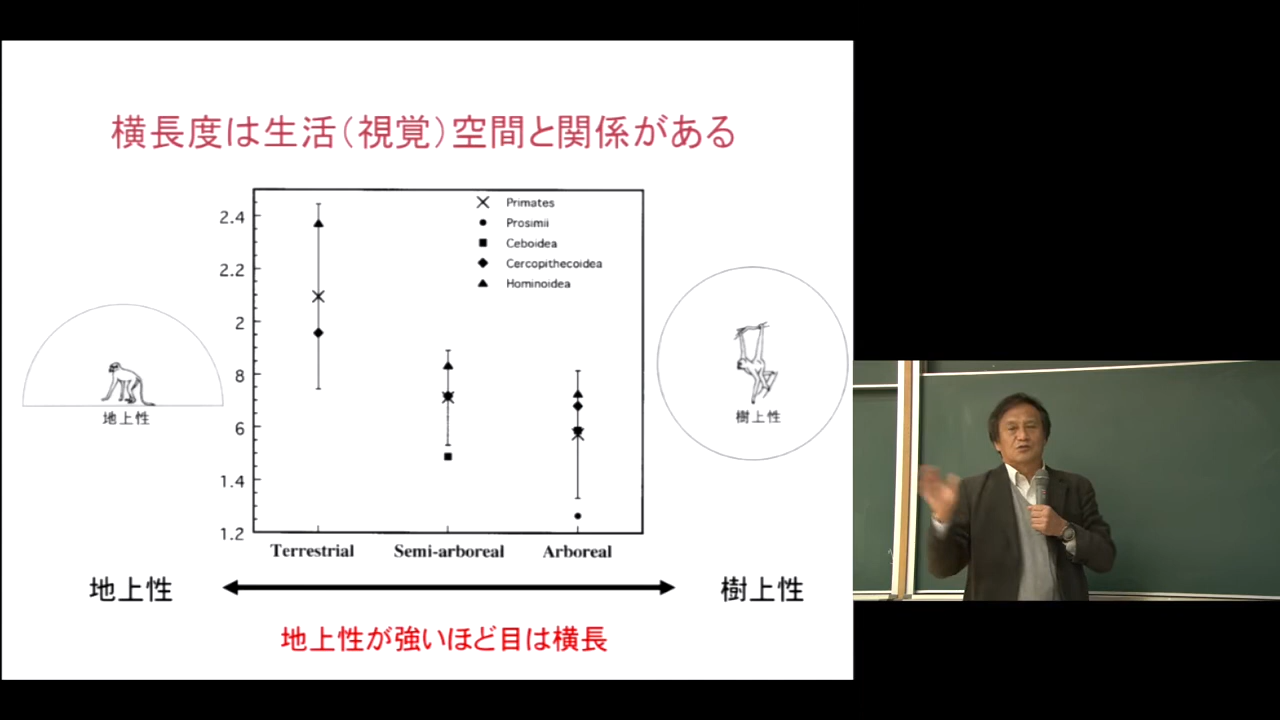 横長度は生活(視覚)空間と関係がある
2.4
2.2
2
8
6
1.4
1.2
Primates
Prosimii
Ceboidea
Cercopithecoidea
Hominoidea
地上性
樹上性
Terrestrial Semi-arboreal Arboreal
地上性 樹上性
地上性が強いほど目は横長